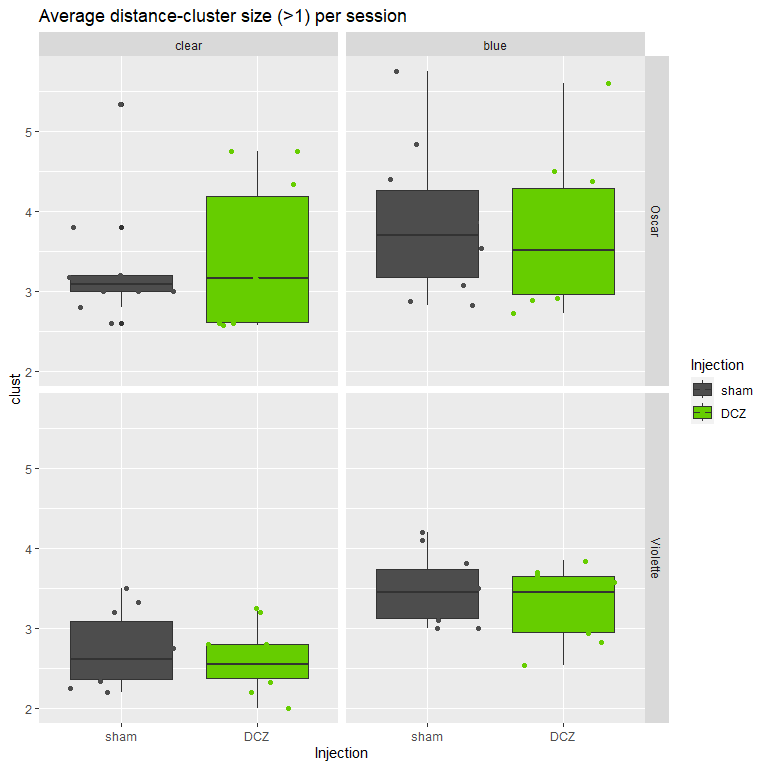 Average distance-cluster size (>1) per session
clear
blue
5
4
3
2
Oscar
clust
5
4
3
2
Violette
sham
DCZ
sham
DCZ
Injection
Injection
sham
DCZ